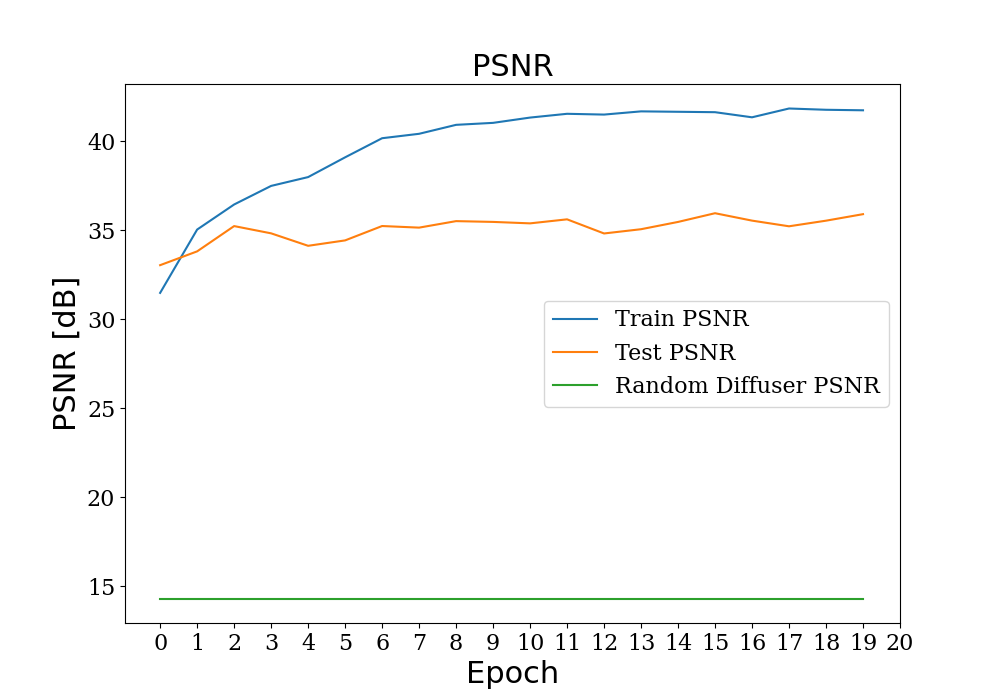 PSNR
PSNR [dB]
40
35
30
25
20
15
Train PSNR
Test PSNR
Random Diffuser PSNR
0 1 2 3 4 5 6 7 8 9 10 11 12 13 14 15 16 17 18 19 20
Epoch